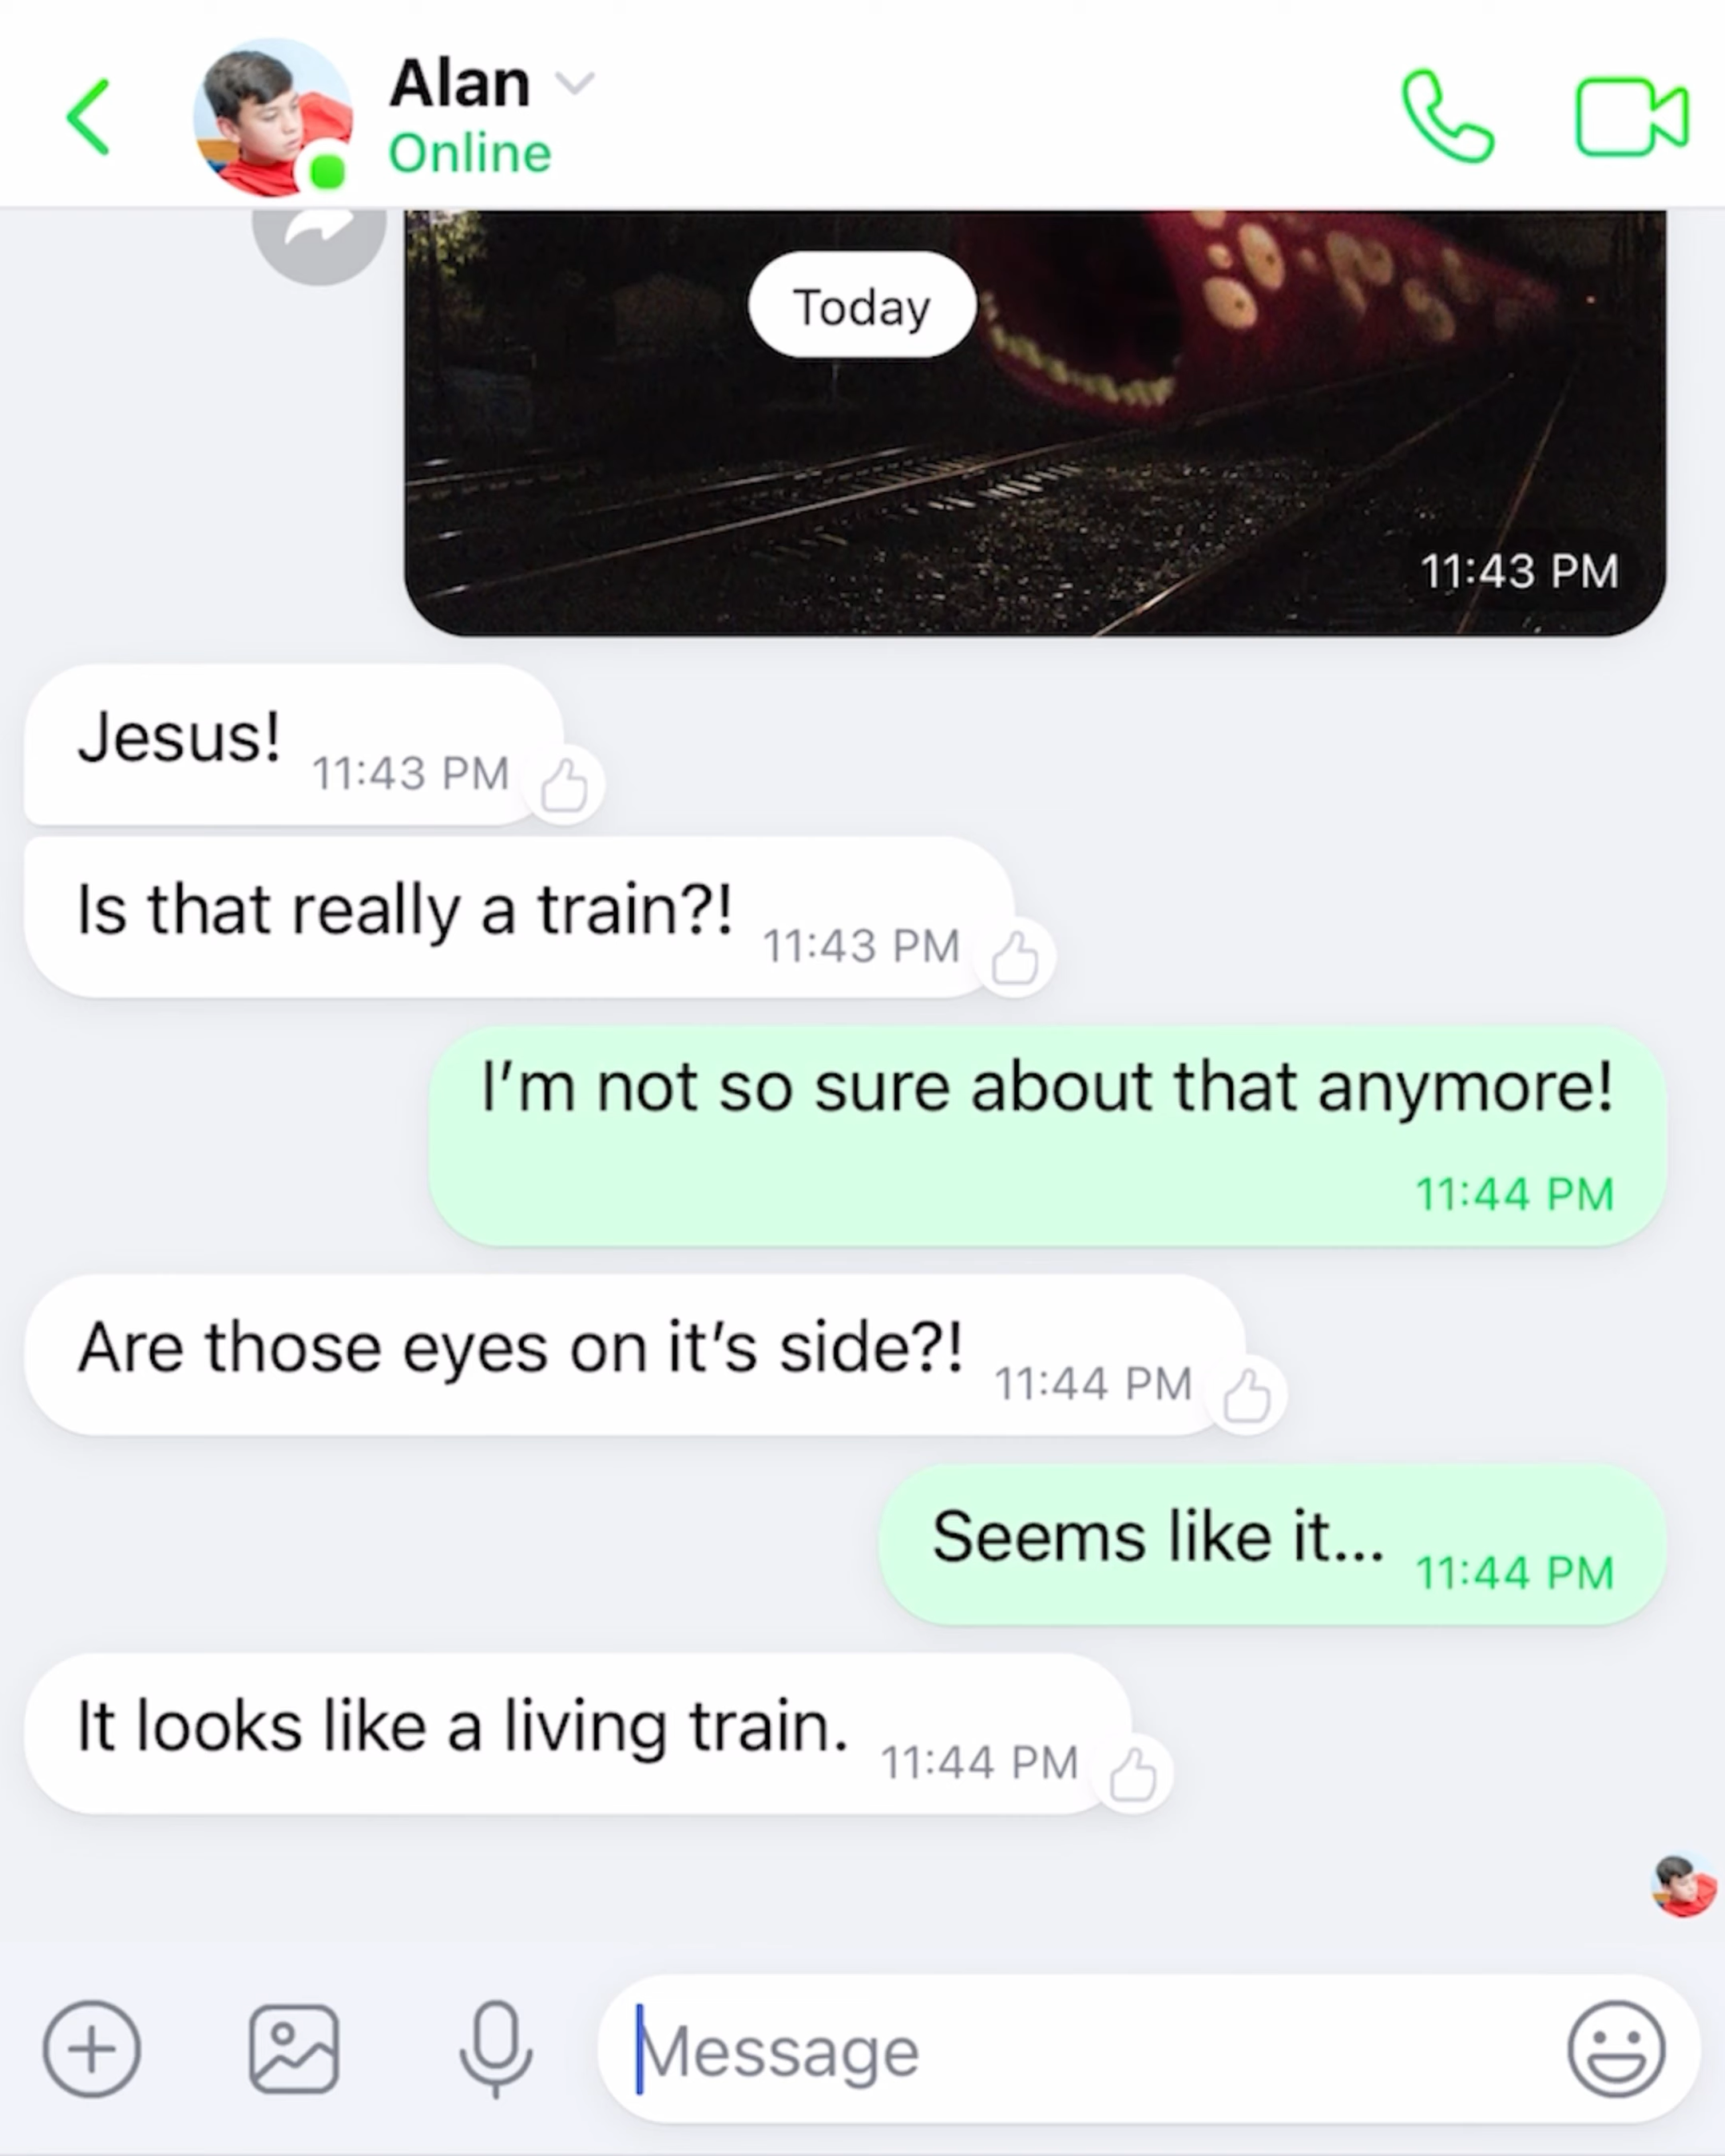 Alan
Online
Today
11:43 PM
Jesus! 11:43 PM
Is that really a train?! 11:43 PM
I’m not so sure about that anymore!
11:44 PM
Are those eyes on it’s side?! 11:44 PM
Seems like it... 11:44 PM
It looks like a living train. 11:44 PM
Message